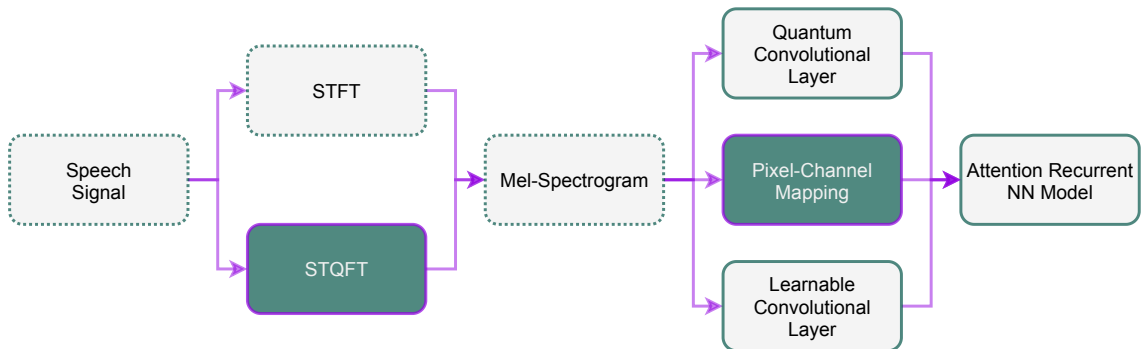 Speech
Signal
STFT
STQFT
Mel-Spectrogram
Quantum
Convolutional
Layer
Pixel-Channel
Mapping
Learnable
Convolutional
Layer
Attention Recurrent
NN Model